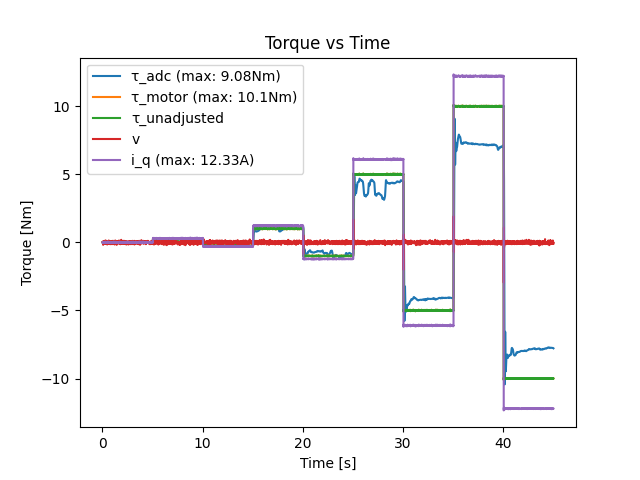 Torque vs Time
τ_adc (max: 9.08Nm)
τ_motor (max: 10.1Nm)
τ_unadjusted
v
i_q (max: 12.33A)
Torque [Nm]
10
5
0
−5
−10
0 10 20 30 40
Time [s]